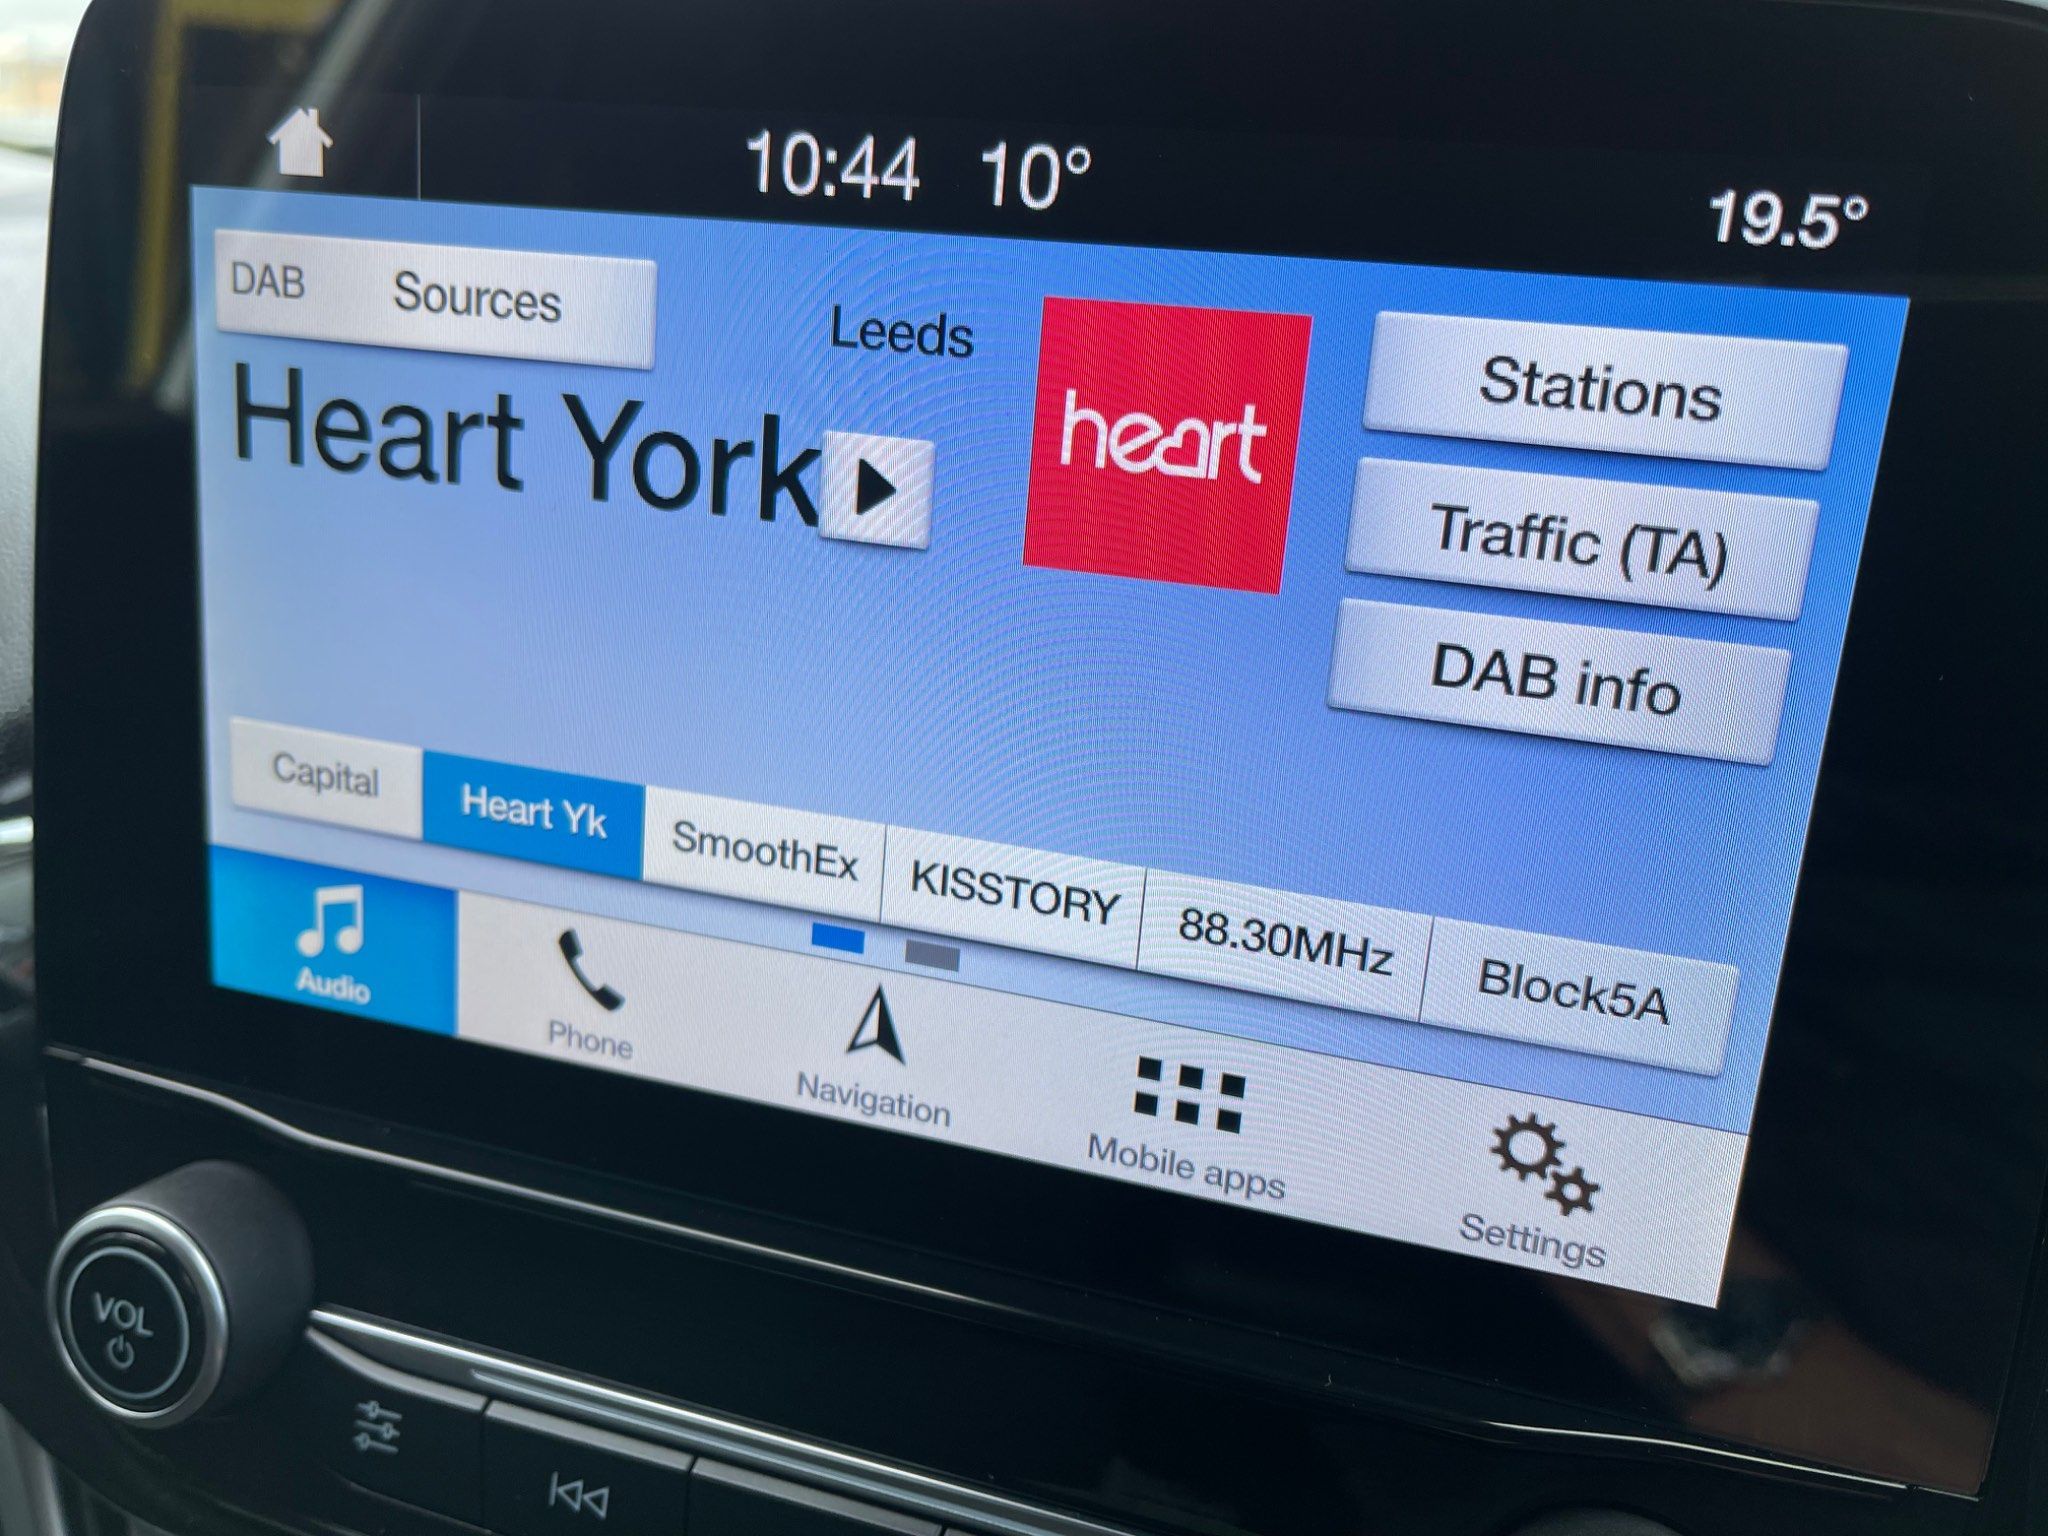 10:44 10°
19.5°
DAB Sources
Leeds
heart
Stations
Heart York
Traffic (TA)
DAB info
Capital
Heart Yk
SmoothEx
KISSTORY
88.30MHz
Block5A
Audio
Phone
Navigation
Mobile apps
Settings
VOL